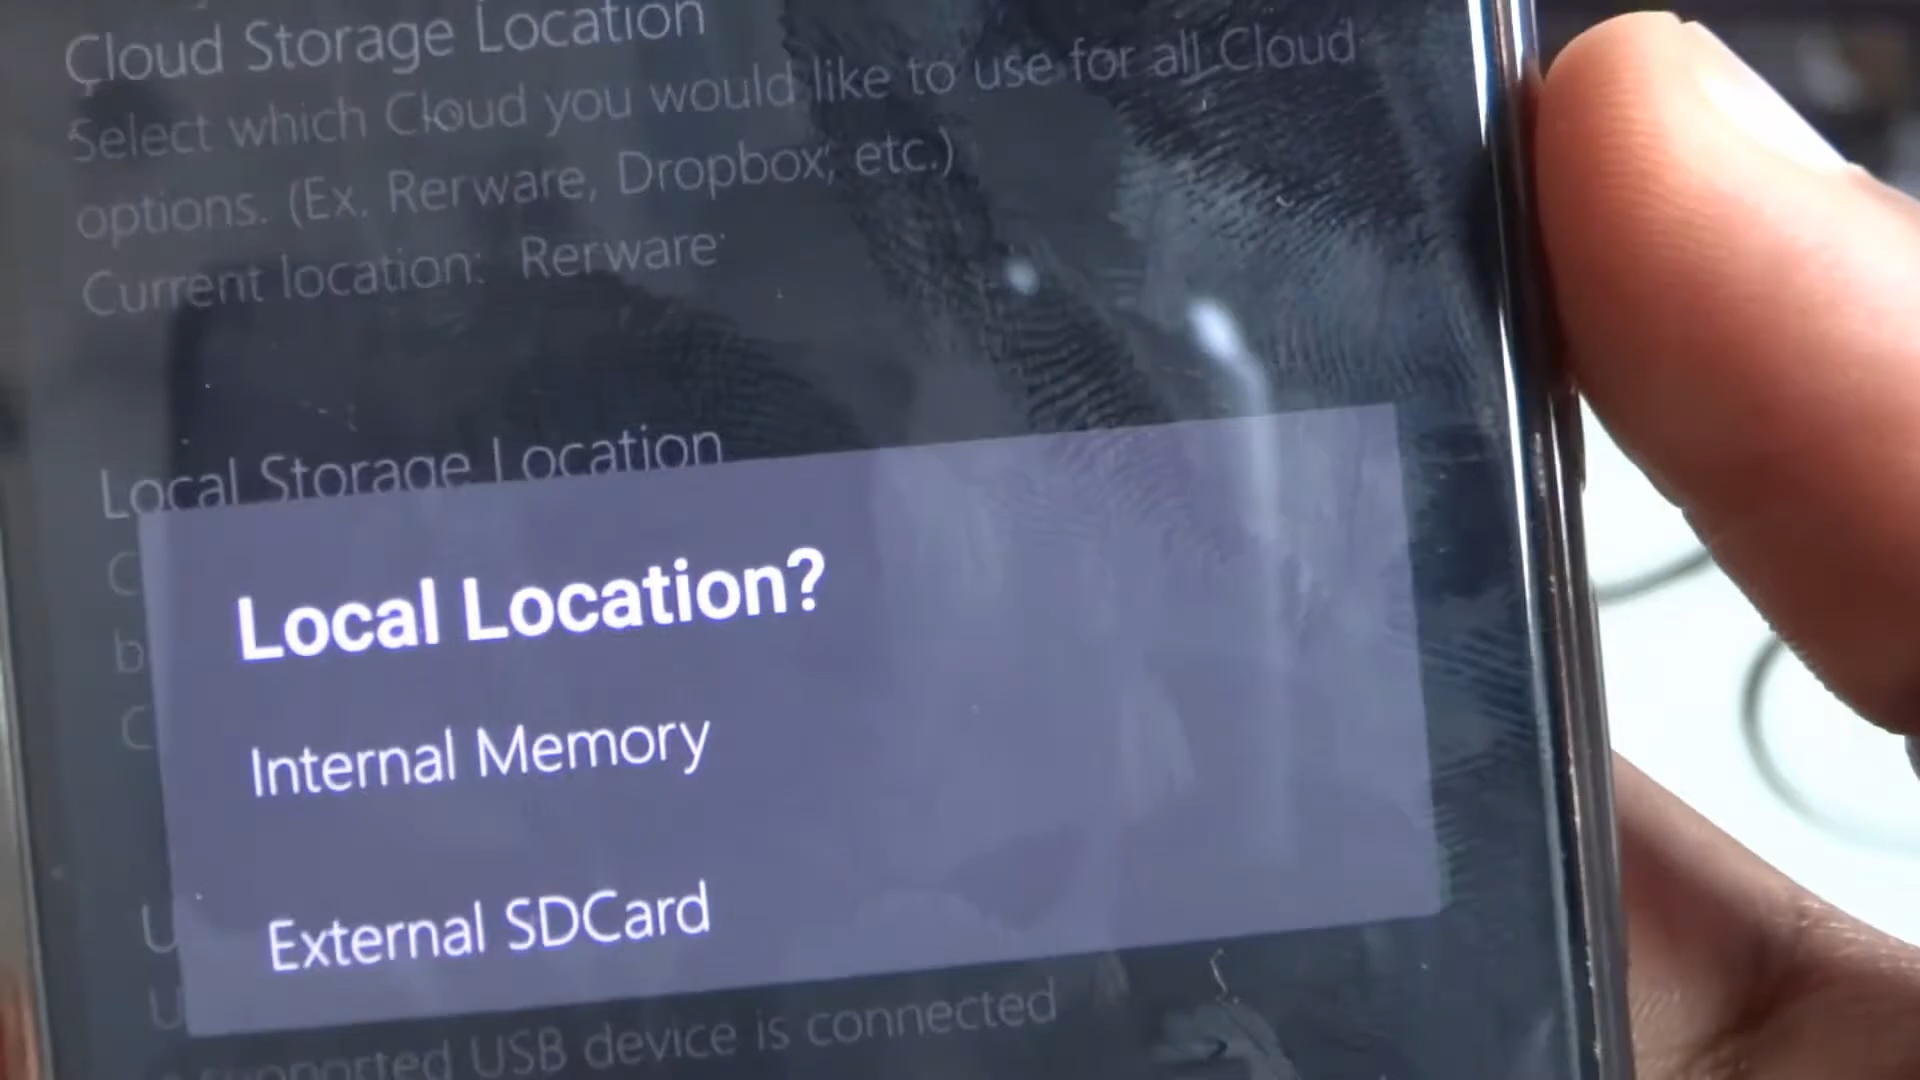 Cloud Storage Location
Select which Cloud you would like to use for all Cloud
options. (Ex. Rerware, Dropbox, etc.)
Current location: Rerware
Local Storage Location
Local Location?
Internal Memory
External SDCard
supported USB device is connected